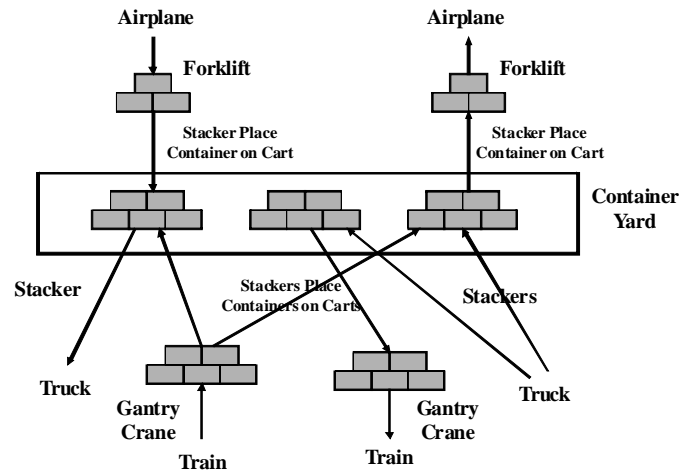 Airplane
Airplane
Forklift
Forklift
Stacker Place
Container on Cart
Stacker Place
Container on Cart
Container
Yard
Stacker
Stackers Place
Containers on Carts
Stackers
Truck
Gantry
Crane
Train
Gantry
Crane
Train
Truck